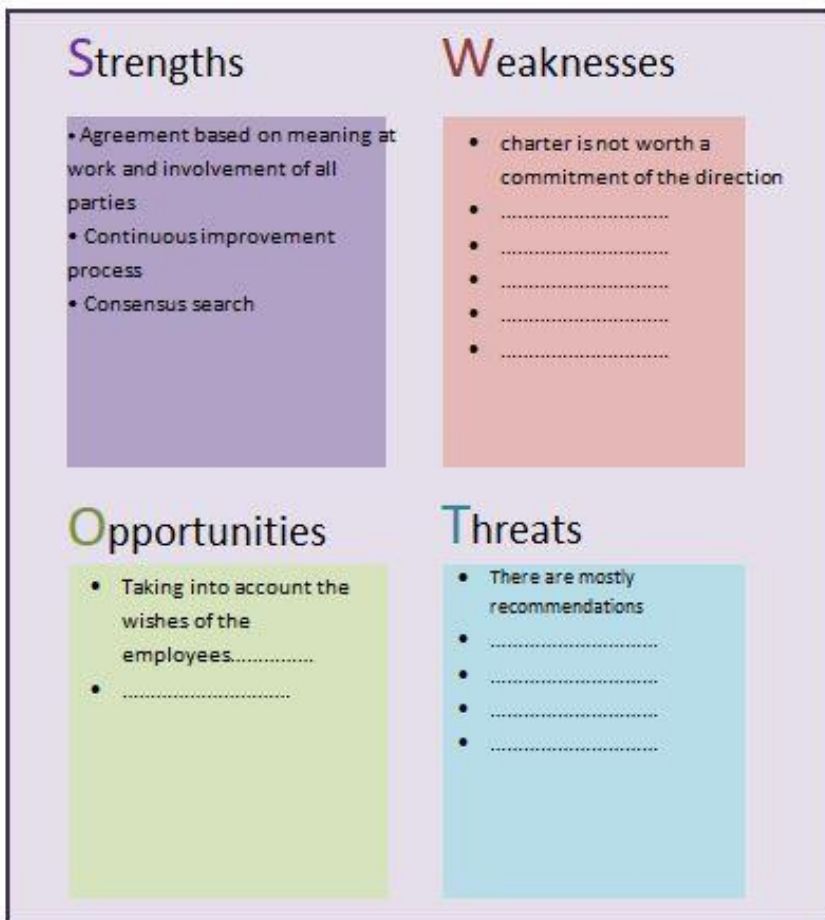 Strengths
• Agreement based on meaning at
work and involvement of all
parties
• Continuous improvement
process
• Consensus search
Weaknesses
• charter is not worth a
commitment of the direction
• ..............................
• ..............................
• ..............................
• ..............................
• ..............................
Opportunities
• Taking into account the
wishes of the
employees...............
• ..............................
Threats
• There are mostly
recommendations
• ..............................
• ..............................
• ..............................
• ..............................